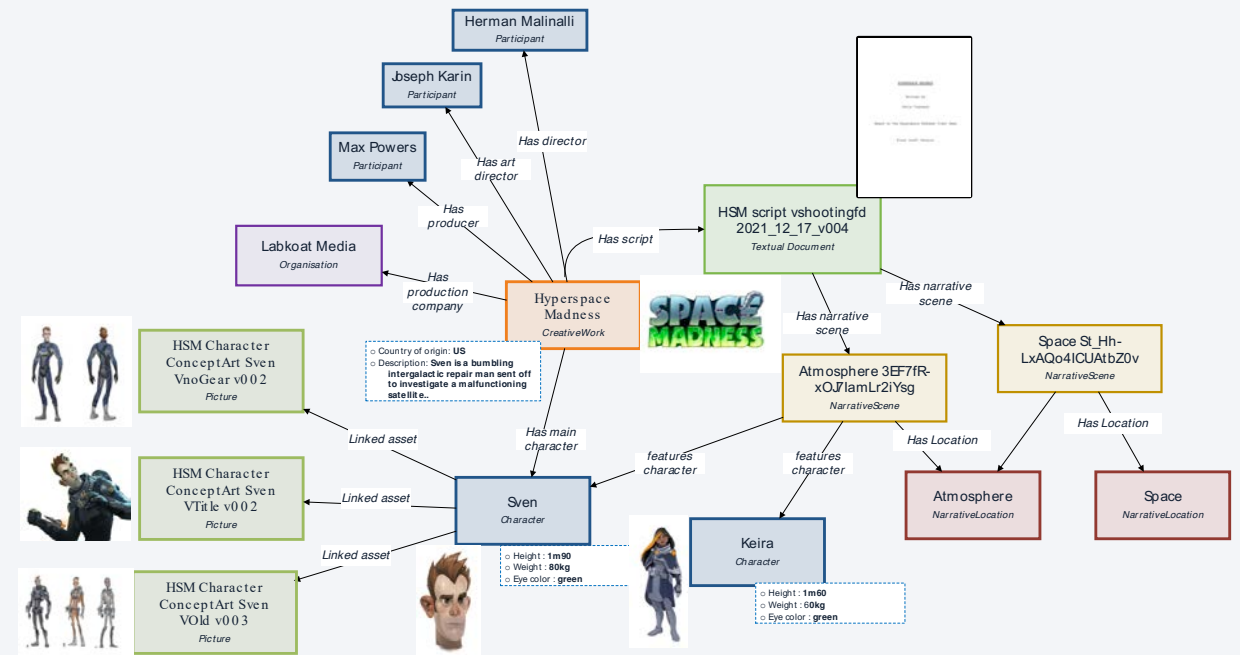 Herman Malinalli
Participant
Joseph Karin
Participant
Max Powers
Participant
Has director
Has art
director
Has
producer
Labkoat Media
Organisation
Has
production
company
Has script
HSM script vshootingfd
2021_12_17_v004
Textual Document
Hyperspace
Madness
CreativeWork
SPACE
MADNESS
Country of origin: US
Description: Sven is a bumbling
intergalactic repair man sent off
to investigate a malfunctioning
satellite..
Has narrative
scene
Has narrative
scene
Space St_Hh-
LxAQo4ICUAtbZ0v
NarrativeScene
Atmosphere 3EF7fR-
xOJ7IamLr2iYsg
NarrativeScene
HSM Character
ConceptArt Sven
VnoGear v002
Picture
Linked asset
HSM Character
ConceptArt Sven
VTitle v002
Picture
Linked asset
HSM Character
ConceptArt Sven
VOld v003
Picture
Linked asset
Has main
character
features
character
features
character
Has Location
Has Location
Sven
Character
Height : 1m90
Weight : 80kg
Eye color : green
Keira
Character
Height : 1m60
Weight : 60kg
Eye color : green
Atmosphere
NarrativeLocation
Space
NarrativeLocation